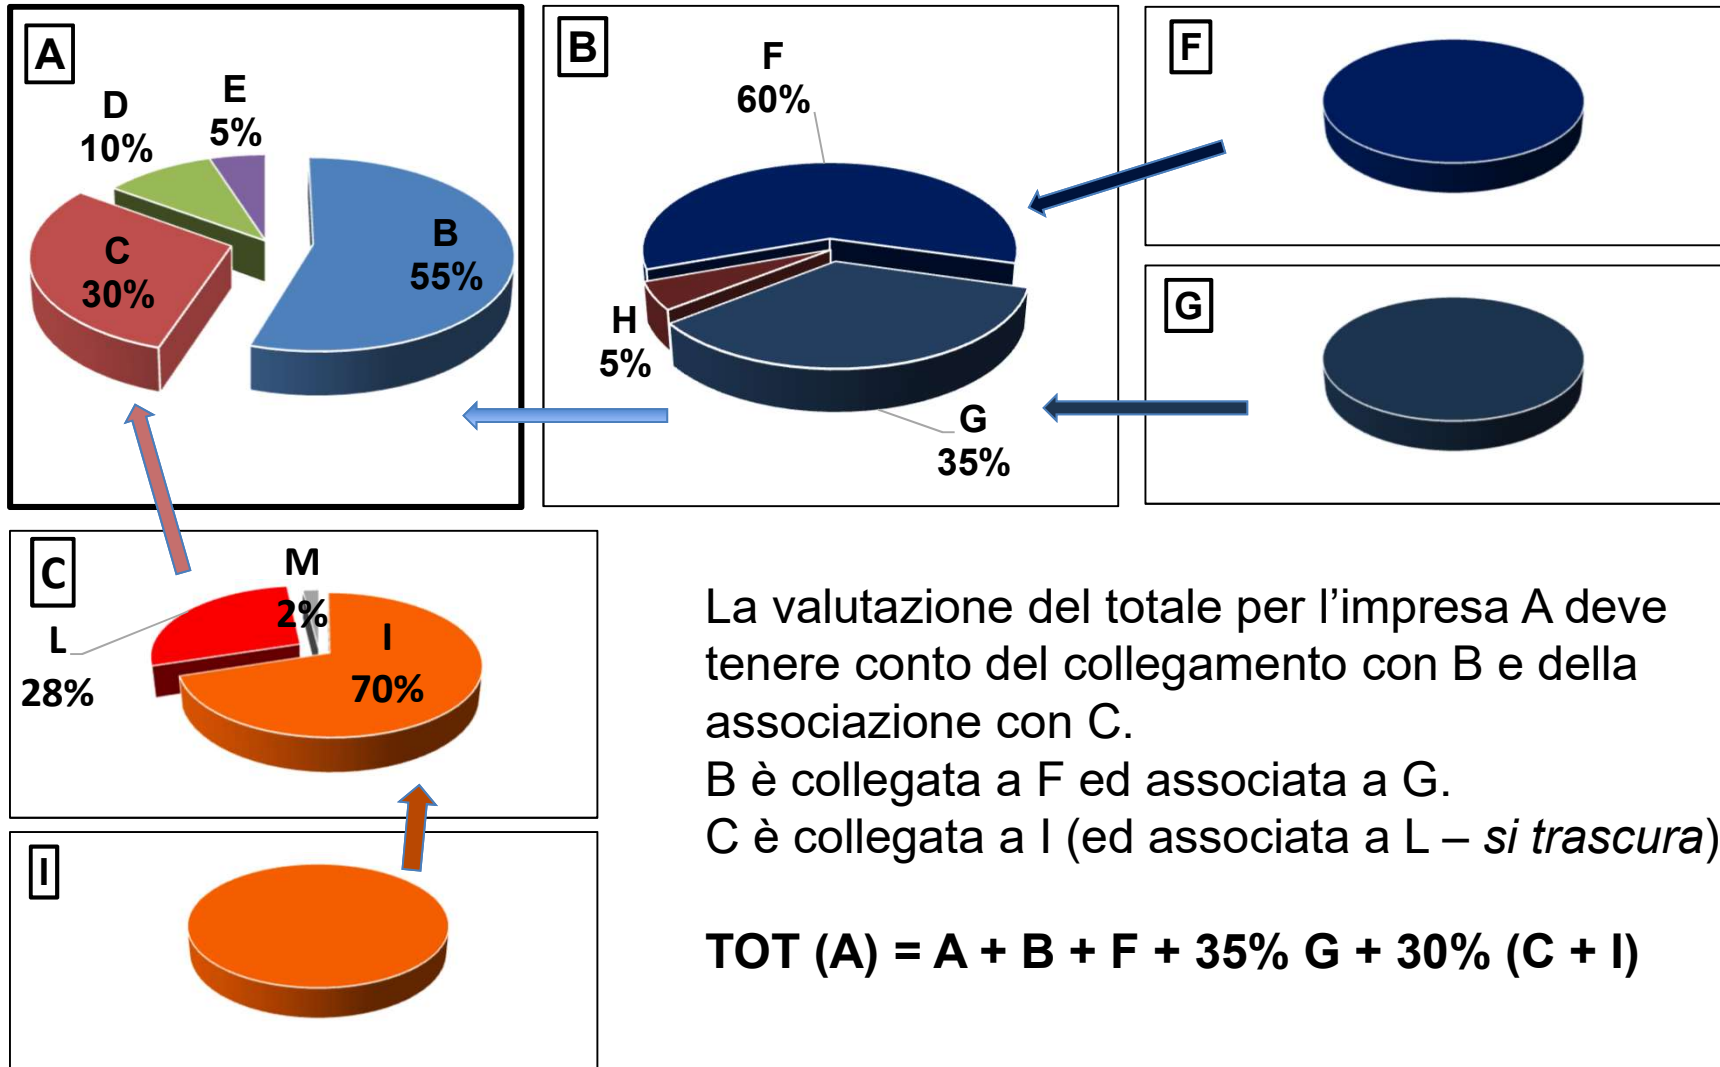 A
D
10%
E
5%
C
30%
B
55%
B
F
60%
H
5%
G
35%
F
G
C
L
28%
M
2%
I
70%
I
La valutazione del totale per l’impresa A deve
tenere conto del collegamento con B e della
associazione con C.
B è collegata a F ed associata a G.
C è collegata a I (ed associata a L – si trascura)
TOT (A) = A + B + F + 35% G + 30% (C + I)